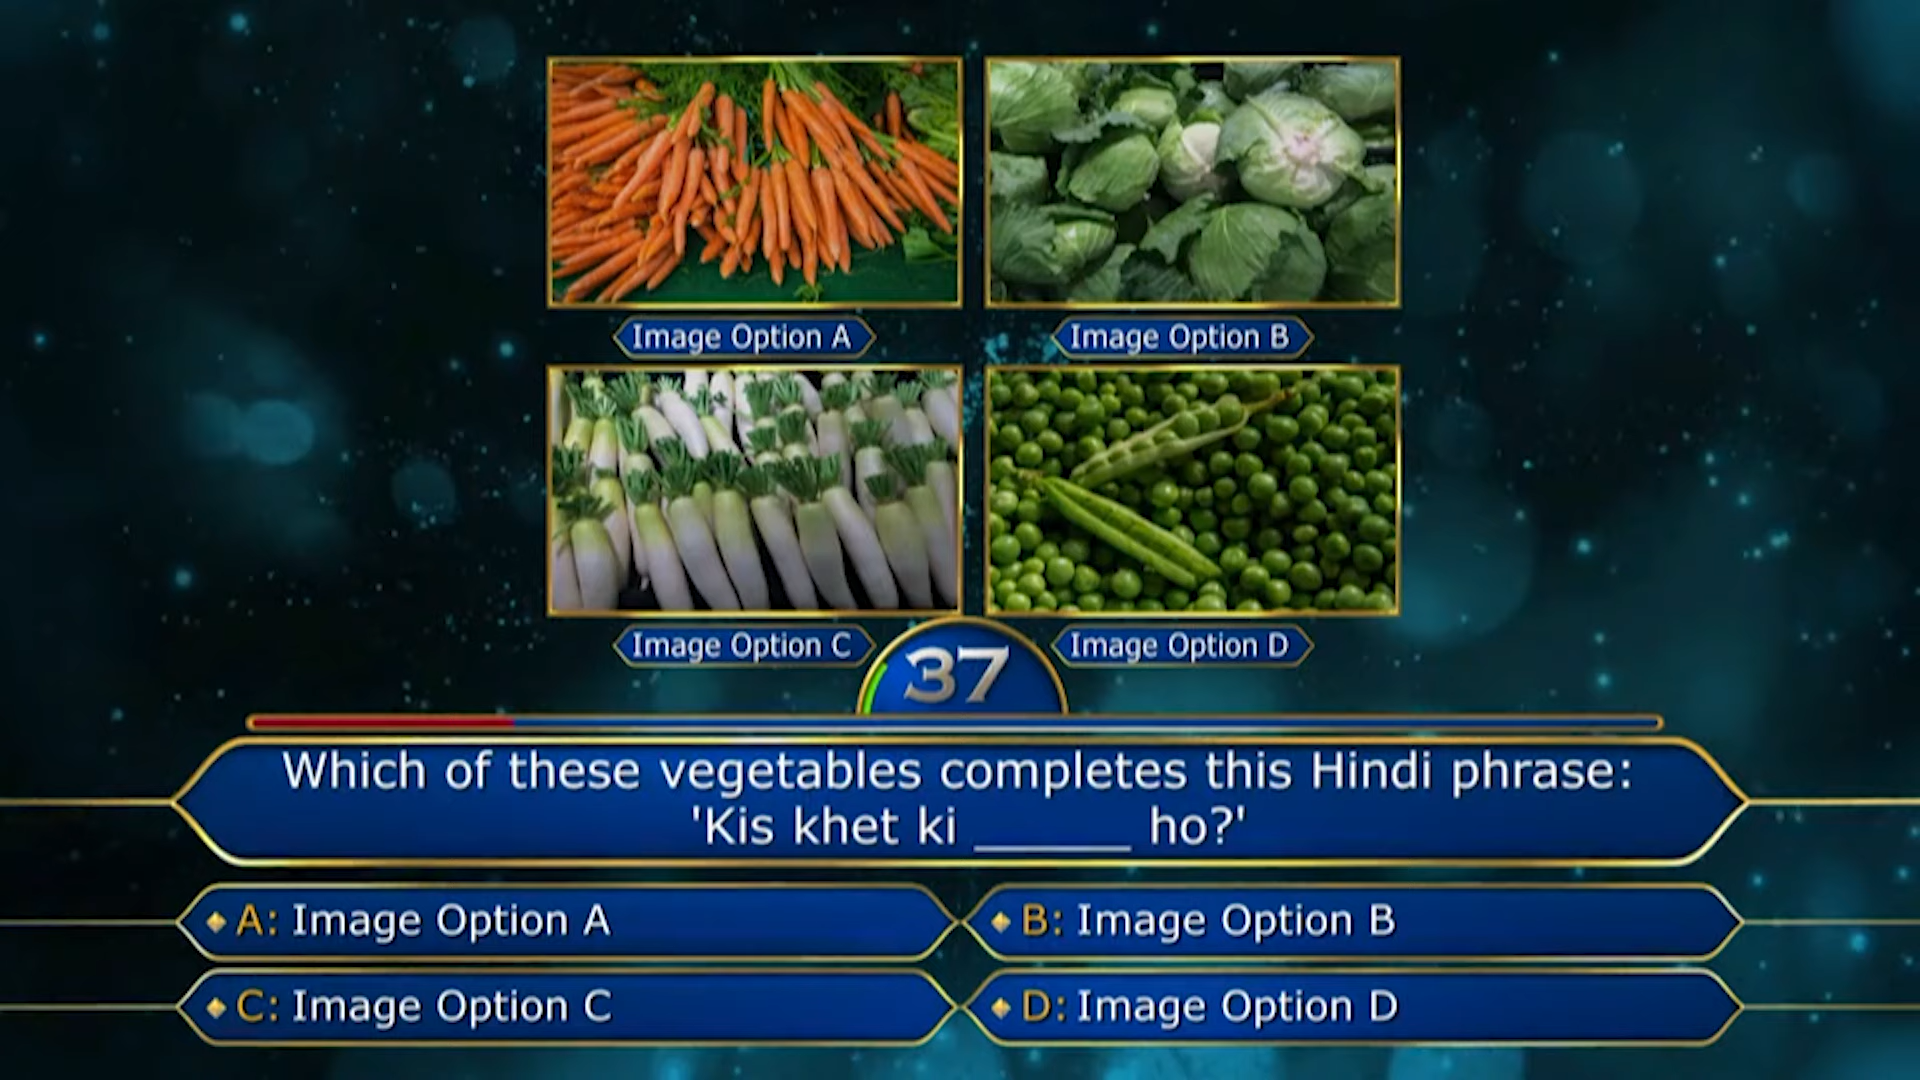 Image Option A
Image Option B
Image Option C
Image Option D
37
Which of these vegetables completes this Hindi phrase:
'Kis khet ki ______ ho?'
A: Image Option A
B: Image Option B
C: Image Option C
D: Image Option D